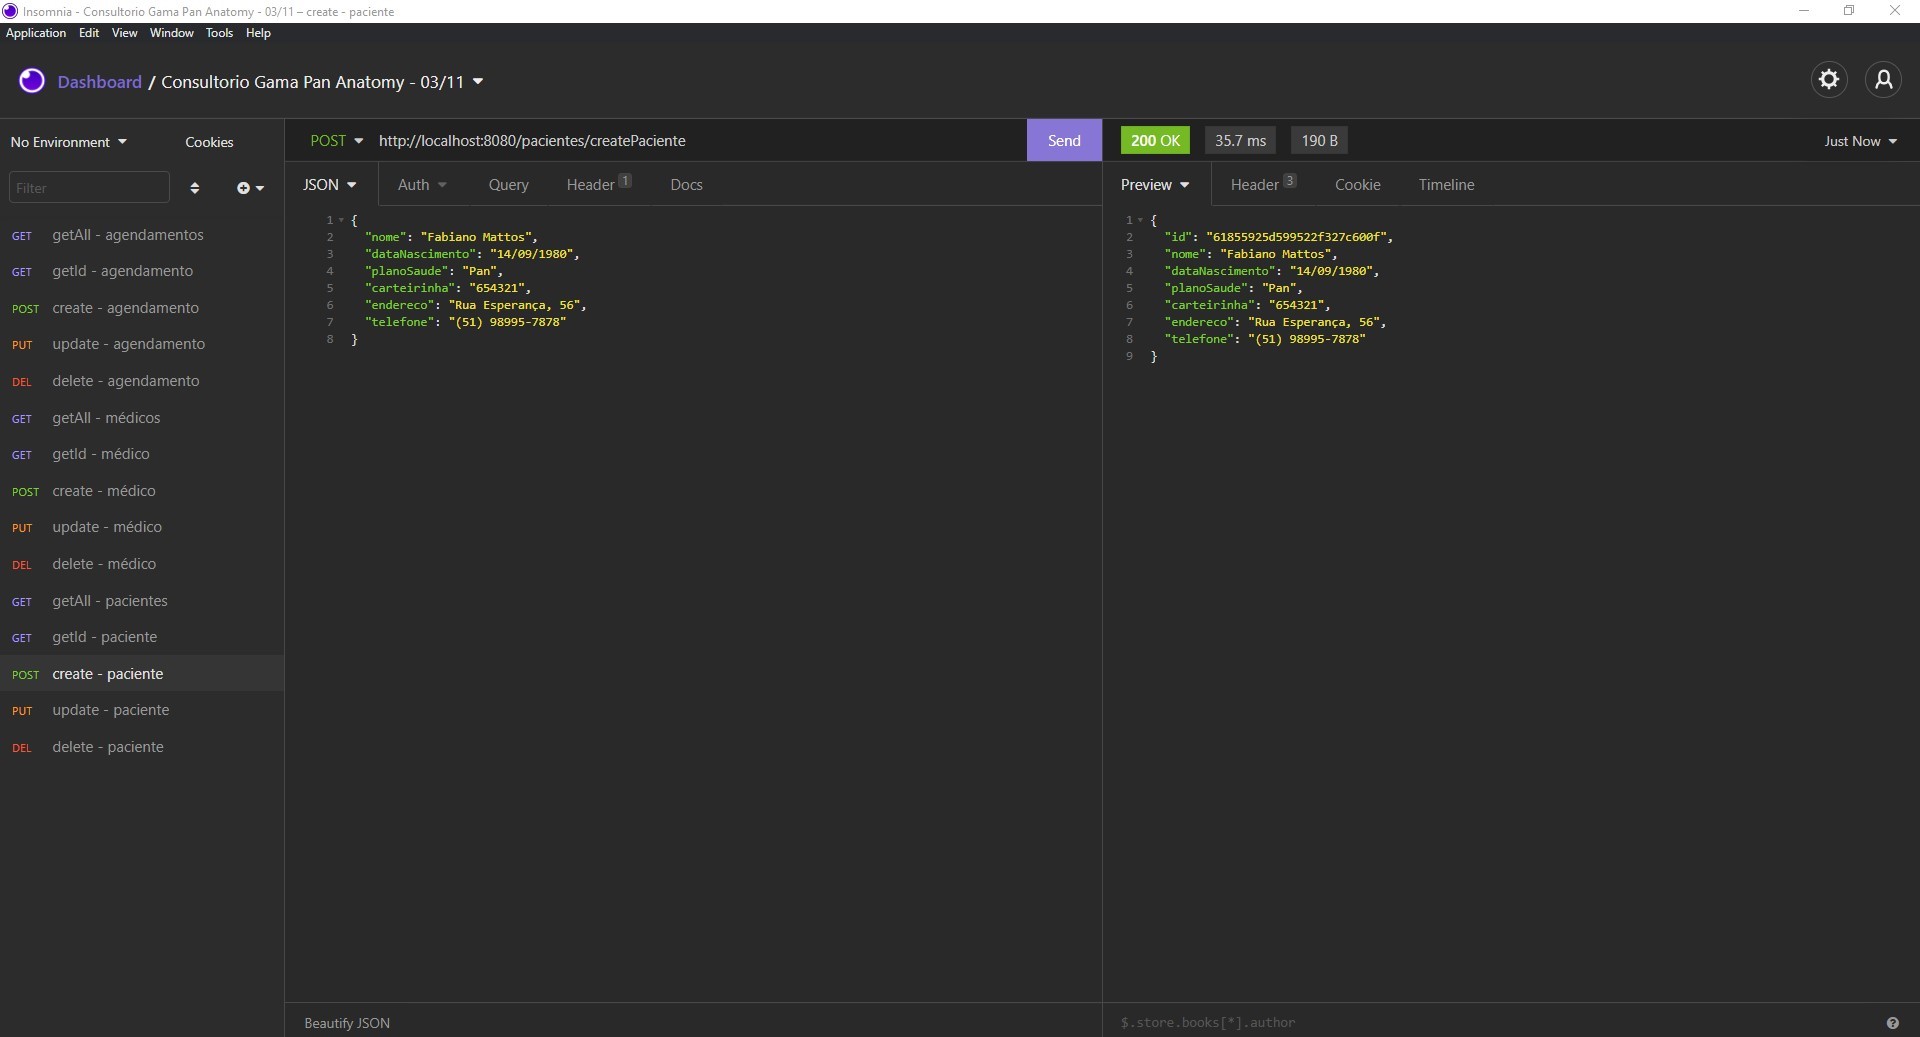 Insomnia - Consultorio Gama Pan Anatomy - 03/11 – create - paciente
Application Edit View Window Tools Help
Dashboard / Consultorio Gama Pan Anatomy - 03/11
No Environment Cookies
Filter
GET getAll - agendamentos
GET getId - agendamento
POST create - agendamento
PUT update - agendamento
DEL delete - agendamento
GET getAll - médicos
GET getId - médico
POST create - médico
PUT update - médico
DEL delete - médico
GET getAll - pacientes
GET getId - paciente
POST create - paciente
PUT update - paciente
DEL delete - paciente
POST http://localhost:8080/pacientes/createPaciente Send
JSON Auth Query Header 1 Docs
1 {
2 "nome": "Fabiano Mattos",
3 "dataNascimento": "14/09/1980",
4 "planoSaude": "Pan",
5 "carteirinha": "654321",
6 "endereco": "Rua Esperança, 56",
7 "telefone": "(51) 98995-7878"
8 }
Beautify JSON
200 OK 35.7 ms 190 B Just Now
Preview Header 3 Cookie Timeline
1 {
2 "id": "61855925d599522f327c600f",
3 "nome": "Fabiano Mattos",
4 "dataNascimento": "14/09/1980",
5 "planoSaude": "Pan",
6 "carteirinha": "654321",
7 "endereco": "Rua Esperança, 56",
8 "telefone": "(51) 98995-7878"
9 }
$.store.books[*].author